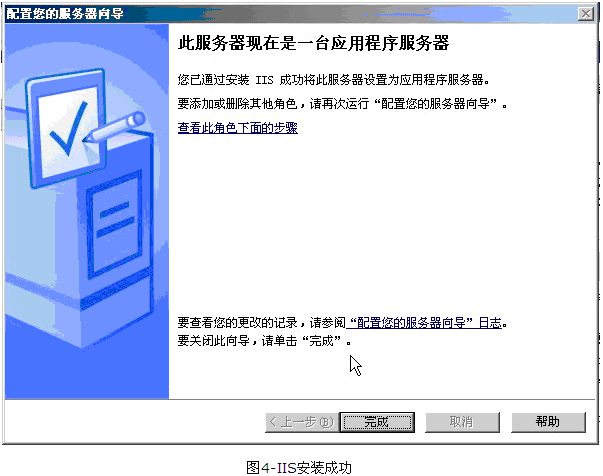 配置您的服务器向导
此服务器现在是一台应用程序服务器
您已通过安装 IIS 成功将此服务器设置为应用程序服务器。
要添加或删除其他角色，请再次运行“配置您的服务器向导”。
查看此角色下面的步骤
要查看您的更改的记录，请参阅“配置您的服务器向导”日志。
要关闭此向导，请单击“完成”。
< 上一步(B) 完成 取消 帮助
图4-IIS安装成功